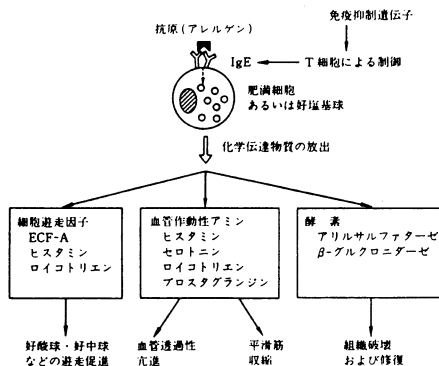 免疫抑制遺伝子
抗原(アレルゲン)
IgE
T細胞による制御
肥満細胞
あるいは好塩基球
化学伝達物質の放出
細胞遊走因子
ECF-A
ヒスタミン
ロイコトリエン
血管作動性アミン
ヒスタミン
セロトニン
ロイコトリエン
プロスタグランジン
酵素
アリルサルファターゼ
β-グルクロニダーゼ
好酸球・好中球
などの遊走促進
血管透過性
亢進
平滑筋
収縮
組織破壊
および修復